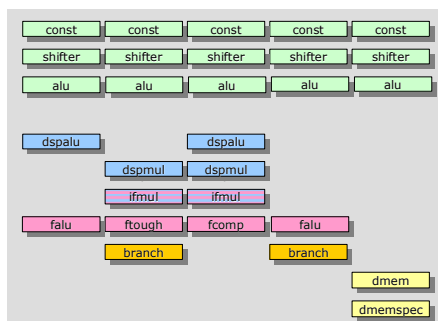 const const const const const
shifter shifter shifter shifter shifter
alu alu alu alu alu
dspalu dspalu
dspmul dspmul
ifmul ifmul
falu ftough fcomp falu
branch branch
dmem
dmemspec